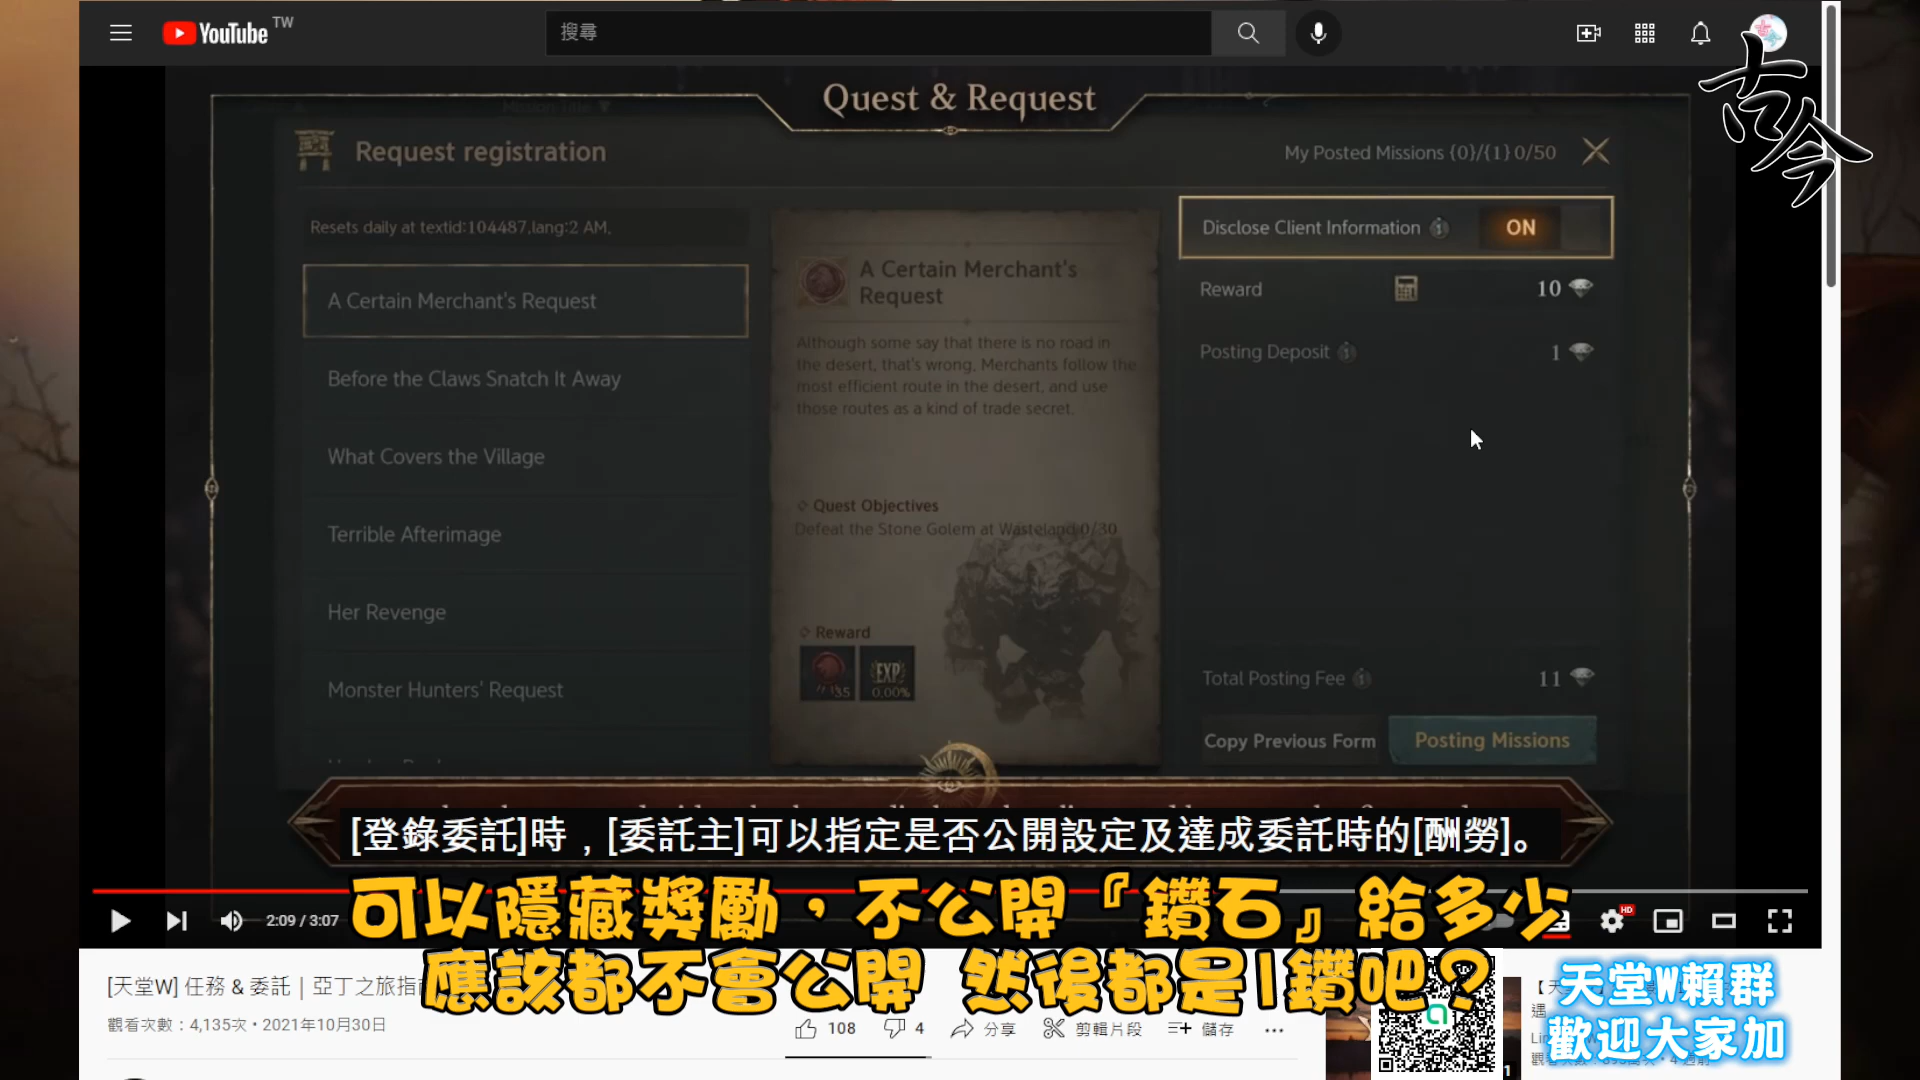 YouTube TW
搜尋
古今
Quest & Request
Request registration
My Posted Missions {0}/{1} 0/50
Resets daily at textid:104487,lang:2 AM.
A Certain Merchant's Request
Before the Claws Snatch It Away
What Covers the Village
Terrible Afterimage
Her Revenge
Monster Hunters' Request
A Certain Merchant's
Request
Although some say that there is no road in
the desert, that's wrong. Merchants follow the
most efficient route in the desert, and use
those routes as a kind of trade secret.
Quest Objectives
Defeat the Stone Golem at Wasteland 0/30
Reward
35
EXP
0.00%
Disclose Client Information
ON
Reward
10
Posting Deposit
1
Total Posting Fee
11
Copy Previous Form
Posting Missions
[登錄委託]時，[委託主]可以指定是否公開設定及達成委託時的[酬勞]。
可以隱藏獎勵，不公開『鑽石』給多少
應該都不會公開 然後都是1鑽吧？
2:09 / 3:07
HD
[天堂W] 任務 & 委託｜亞丁之旅指
觀看次數：4,135次 • 2021年10月30日
108
4
分享
剪輯片段
儲存
天堂W賴群
歡迎大家加